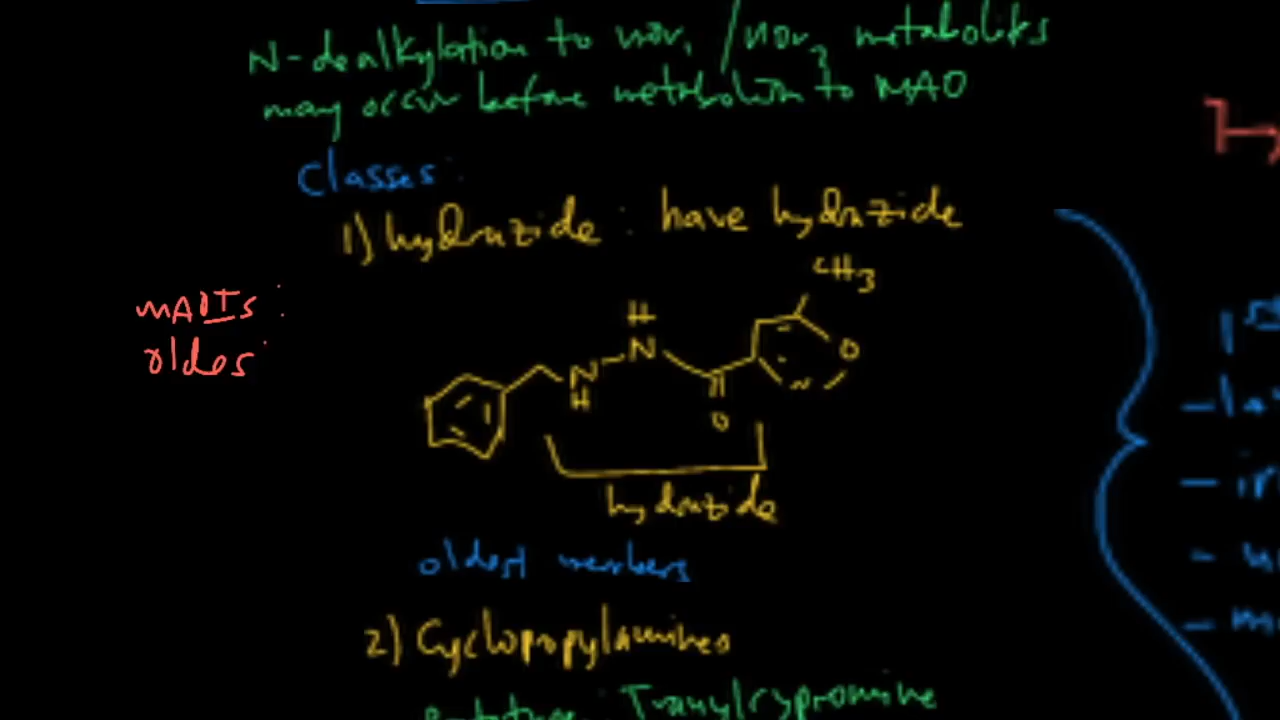 N-dealkylation to nor, /nor2 metabolites
may occur before metabolism to MAO
Classes:
1) hydrazide : have hydrazide
MAOIs :
oldes
CH3
H
N
N
H
O
O
N
hydrazide
oldest members
2) Cyclopropylamines
Tranylcypromine